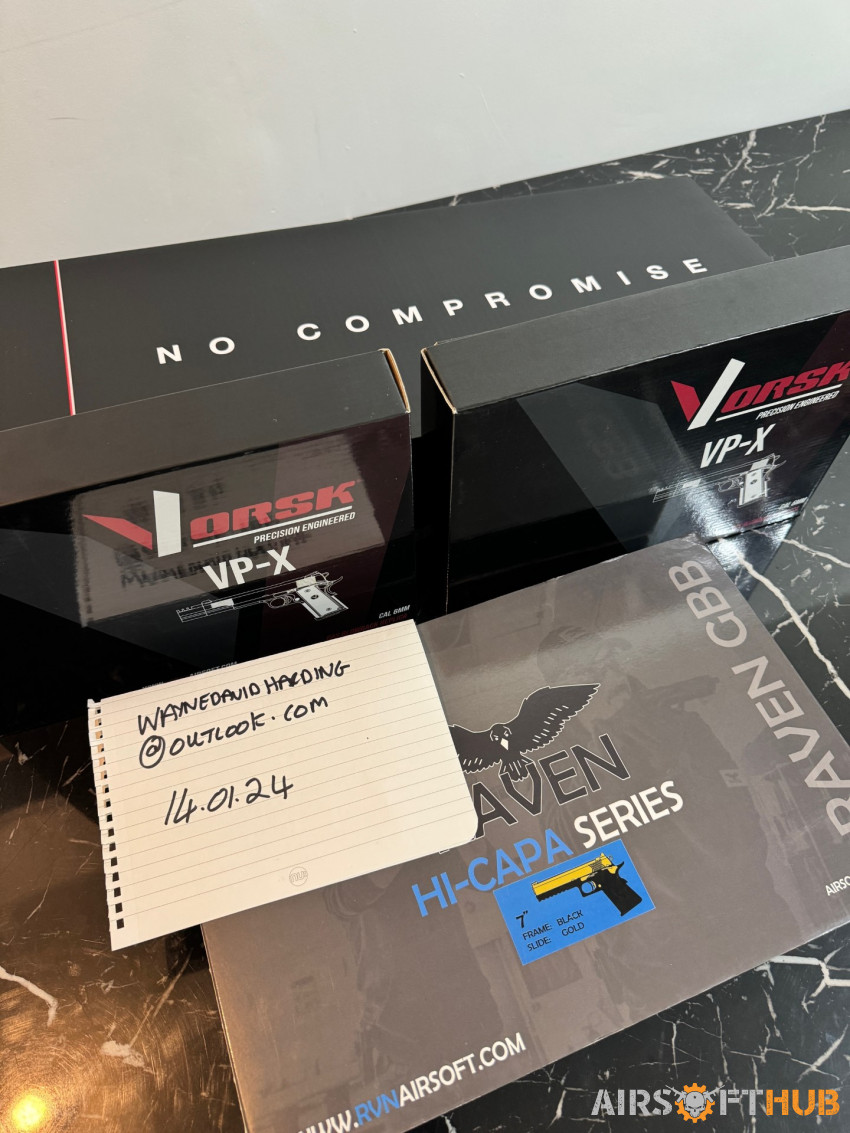 NO COMPROMISE
VORSK
PRECISION ENGINEERED
VP-X
CAL 6MM
VORSK
PRECISION ENGINEERED
VP-X
WAYNEDAVIDHARDING
@OUTLOOK.COM
14.01.24
RAVEN GBB
RAVEN
HI-CAPA SERIES
7"
FRAME: BLACK
SLIDE: GOLD
WWW.RVNAIRSOFT.COM
AIRSOFTHUB